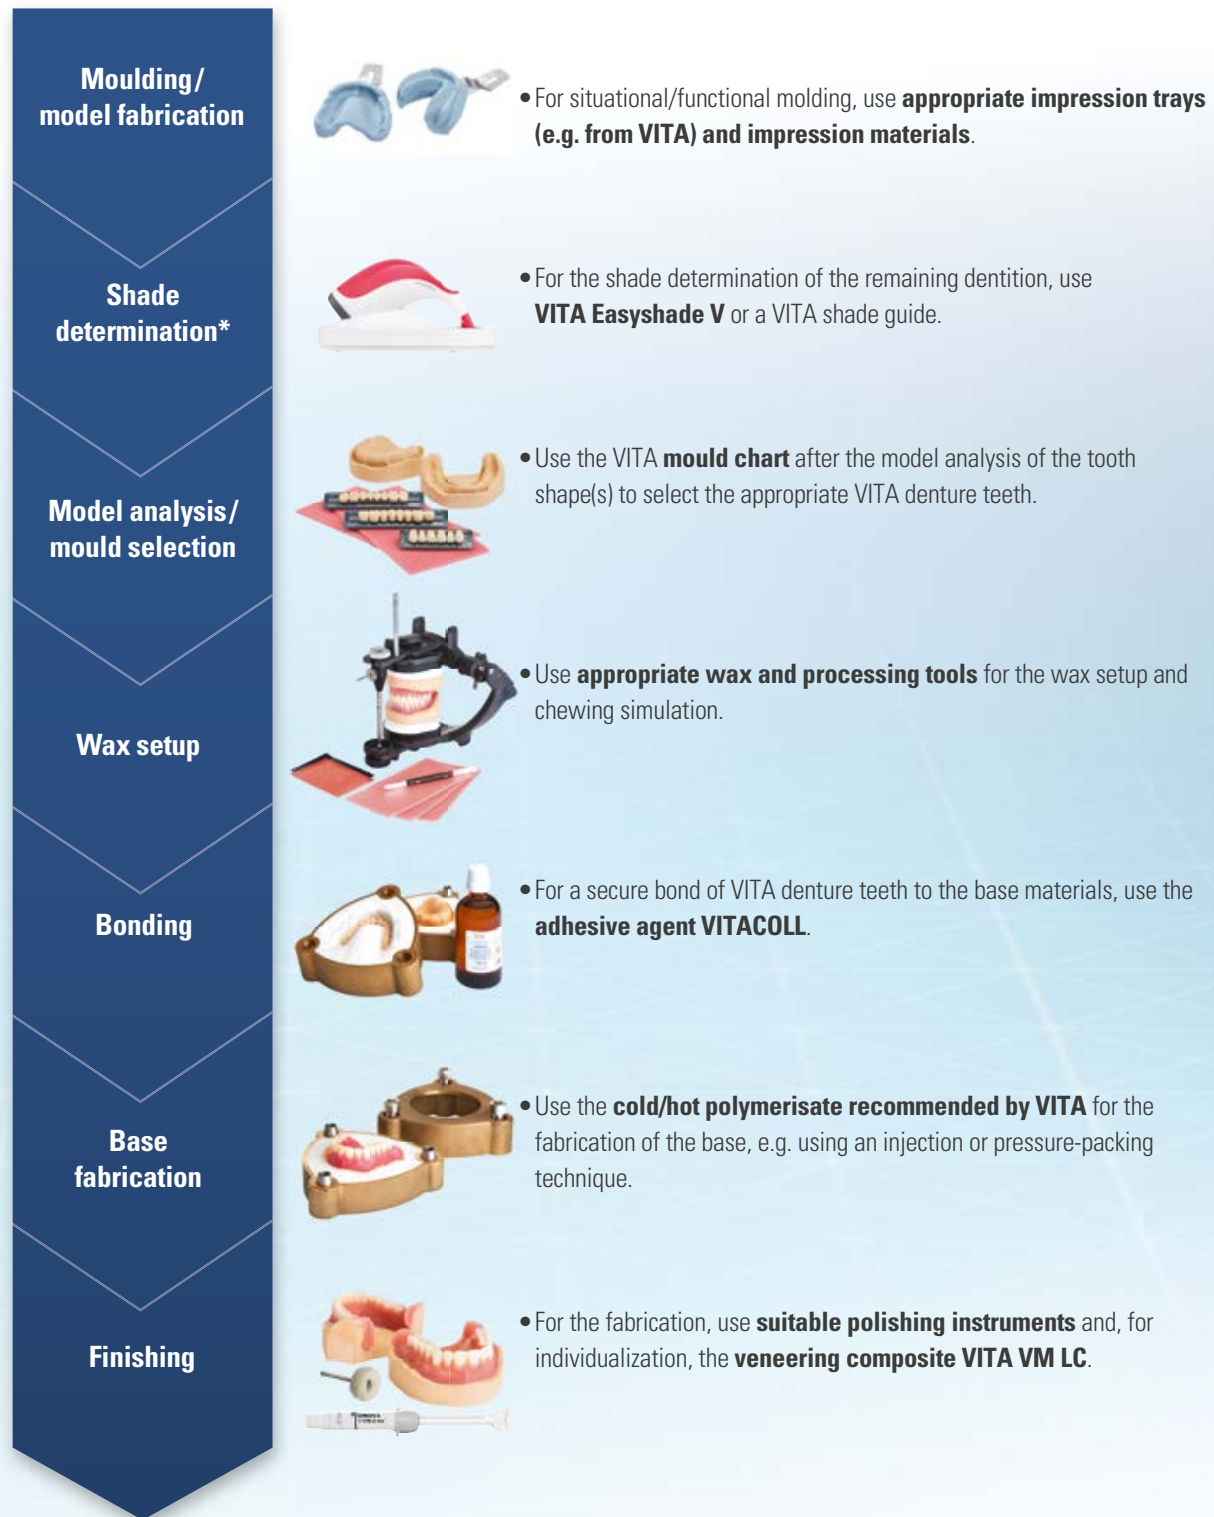 Moulding/
model fabrication
• For situational/functional molding, use appropriate impression trays
(e.g. from VITA) and impression materials.
Shade
determination*
• For the shade determination of the remaining dentition, use
VITA Easyshade V or a VITA shade guide.
Model analysis/
mould selection
• Use the VITA mould chart after the model analysis of the tooth
shape(s) to select the appropriate VITA denture teeth.
Wax setup
• Use appropriate wax and processing tools for the wax setup and
chewing simulation.
Bonding
• For a secure bond of VITA denture teeth to the base materials, use the
adhesive agent VITACOLL.
Base
fabrication
• Use the cold/hot polymerisate recommended by VITA for the
fabrication of the base, e.g. using an injection or pressure-packing
technique.
Finishing
• For the fabrication, use suitable polishing instruments and, for
individualization, the veneering composite VITA VM LC.